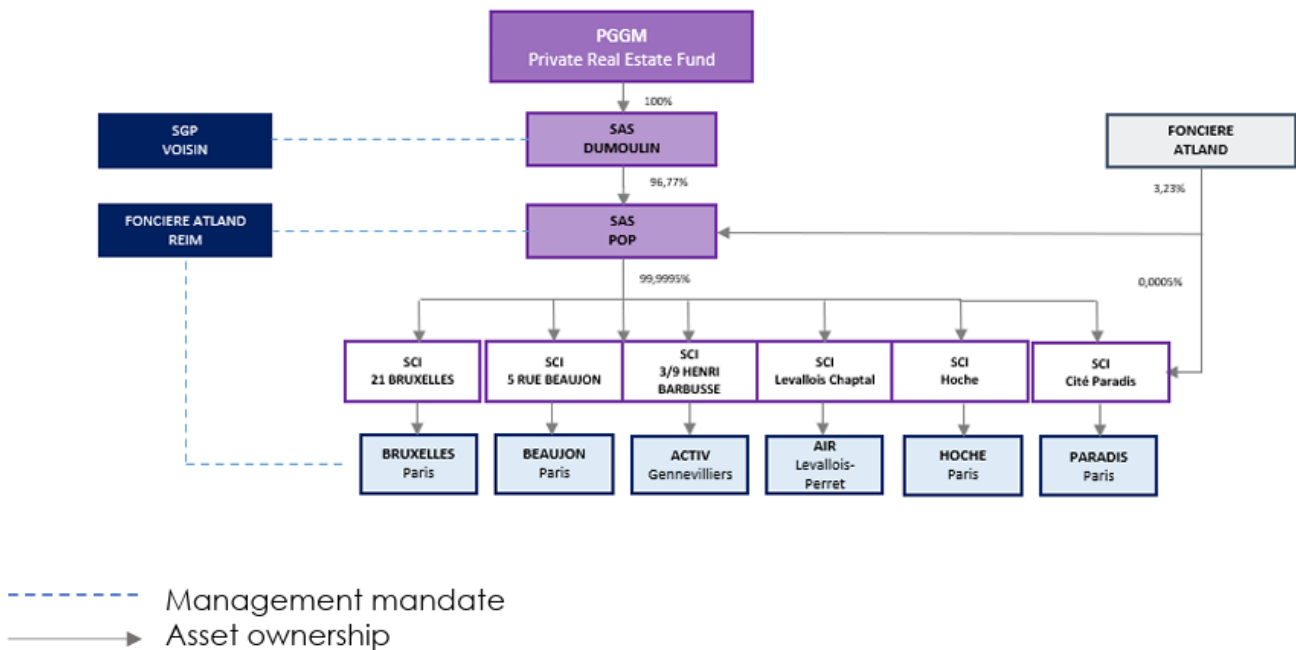 PGGM
Private Real Estate Fund
100%
SGP
VOISIN
SAS
DUMOULIN
FONCIERE
ATLAND
96,77%
3,23%
FONCIERE ATLAND
REIM
SAS
POP
99,9995%
0,0005%
SCI
21 BRUXELLES
SCI
5 RUE BEAUJON
SCI
3/9 HENRI
BARBUSSE
SCI
Levallois Chaptal
SCI
Hoche
SCI
Cité Paradis
BRUXELLES
Paris
BEAUJON
Paris
ACTIV
Gennevilliers
AIR
Levallois-
Perret
HOCHE
Paris
PARADIS
Paris
Management mandate
Asset ownership